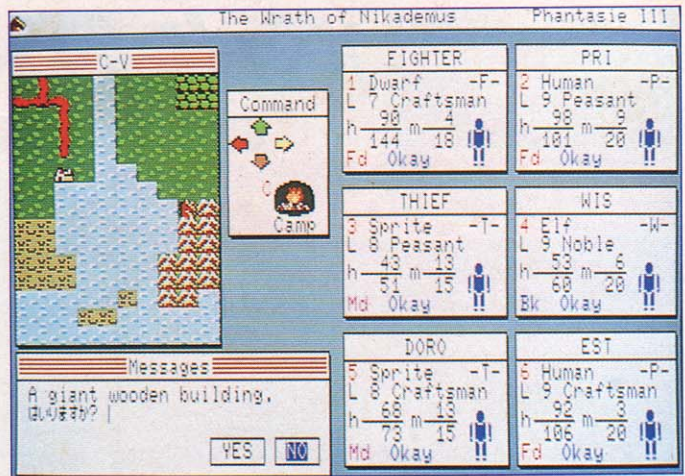 The Wrath of Nikademus Phantasie III
C-V
Command
C
Camp
Messages
A giant wooden building.
はいりますか?
YES NO
FIGHTER
1 Dwarf -F-
L 7 Craftsman
h 90/144 m 4/18
Fd Okay
PRI
2 Human -P-
L 9 Peasant
h 98/101 m 9/20
Fd Okay
THIEF
3 Sprite -T-
L 8 Peasant
h 43/51 m 13/15
Md Okay
WIS
4 Elf -W-
L 9 Noble
h 53/60 m 6/20
Bk Okay
DORO
5 Sprite -T-
L 8 Craftsman
h 68/73 m 13/15
Md Okay
EST
6 Human -P-
L 9 Craftsman
h 92/106 m 3/20
Fd Okay